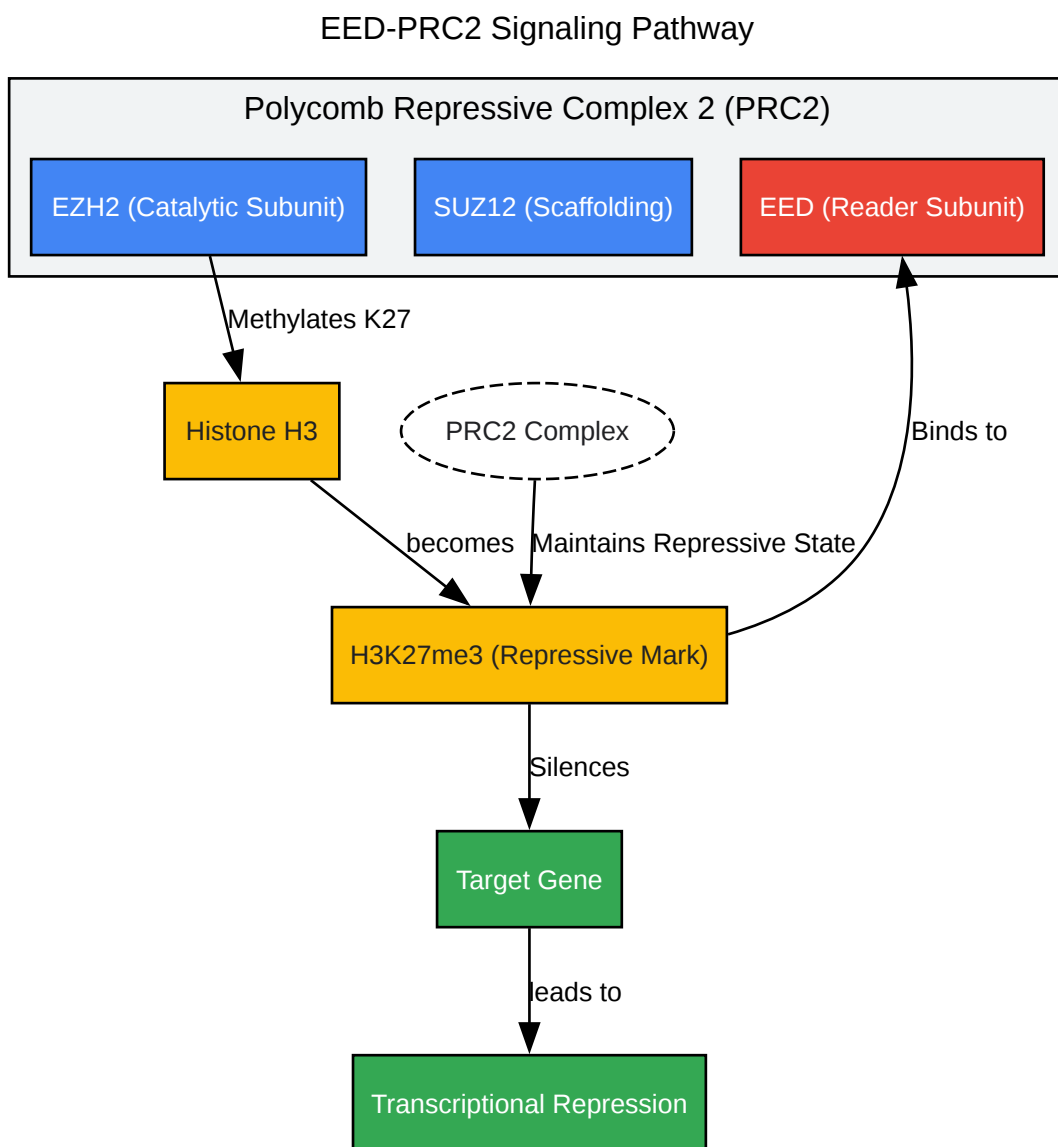 EED-PRC2 Signaling Pathway
Polycomb Repressive Complex 2 (PRC2)
EZH2 (Catalytic Subunit)
SUZ12 (Scaffolding)
EED (Reader Subunit)
Methylates K27
Histone H3
PRC2 Complex
Binds to
becomes
Maintains Repressive State
H3K27me3 (Repressive Mark)
Silences
Target Gene
leads to
Transcriptional Repression